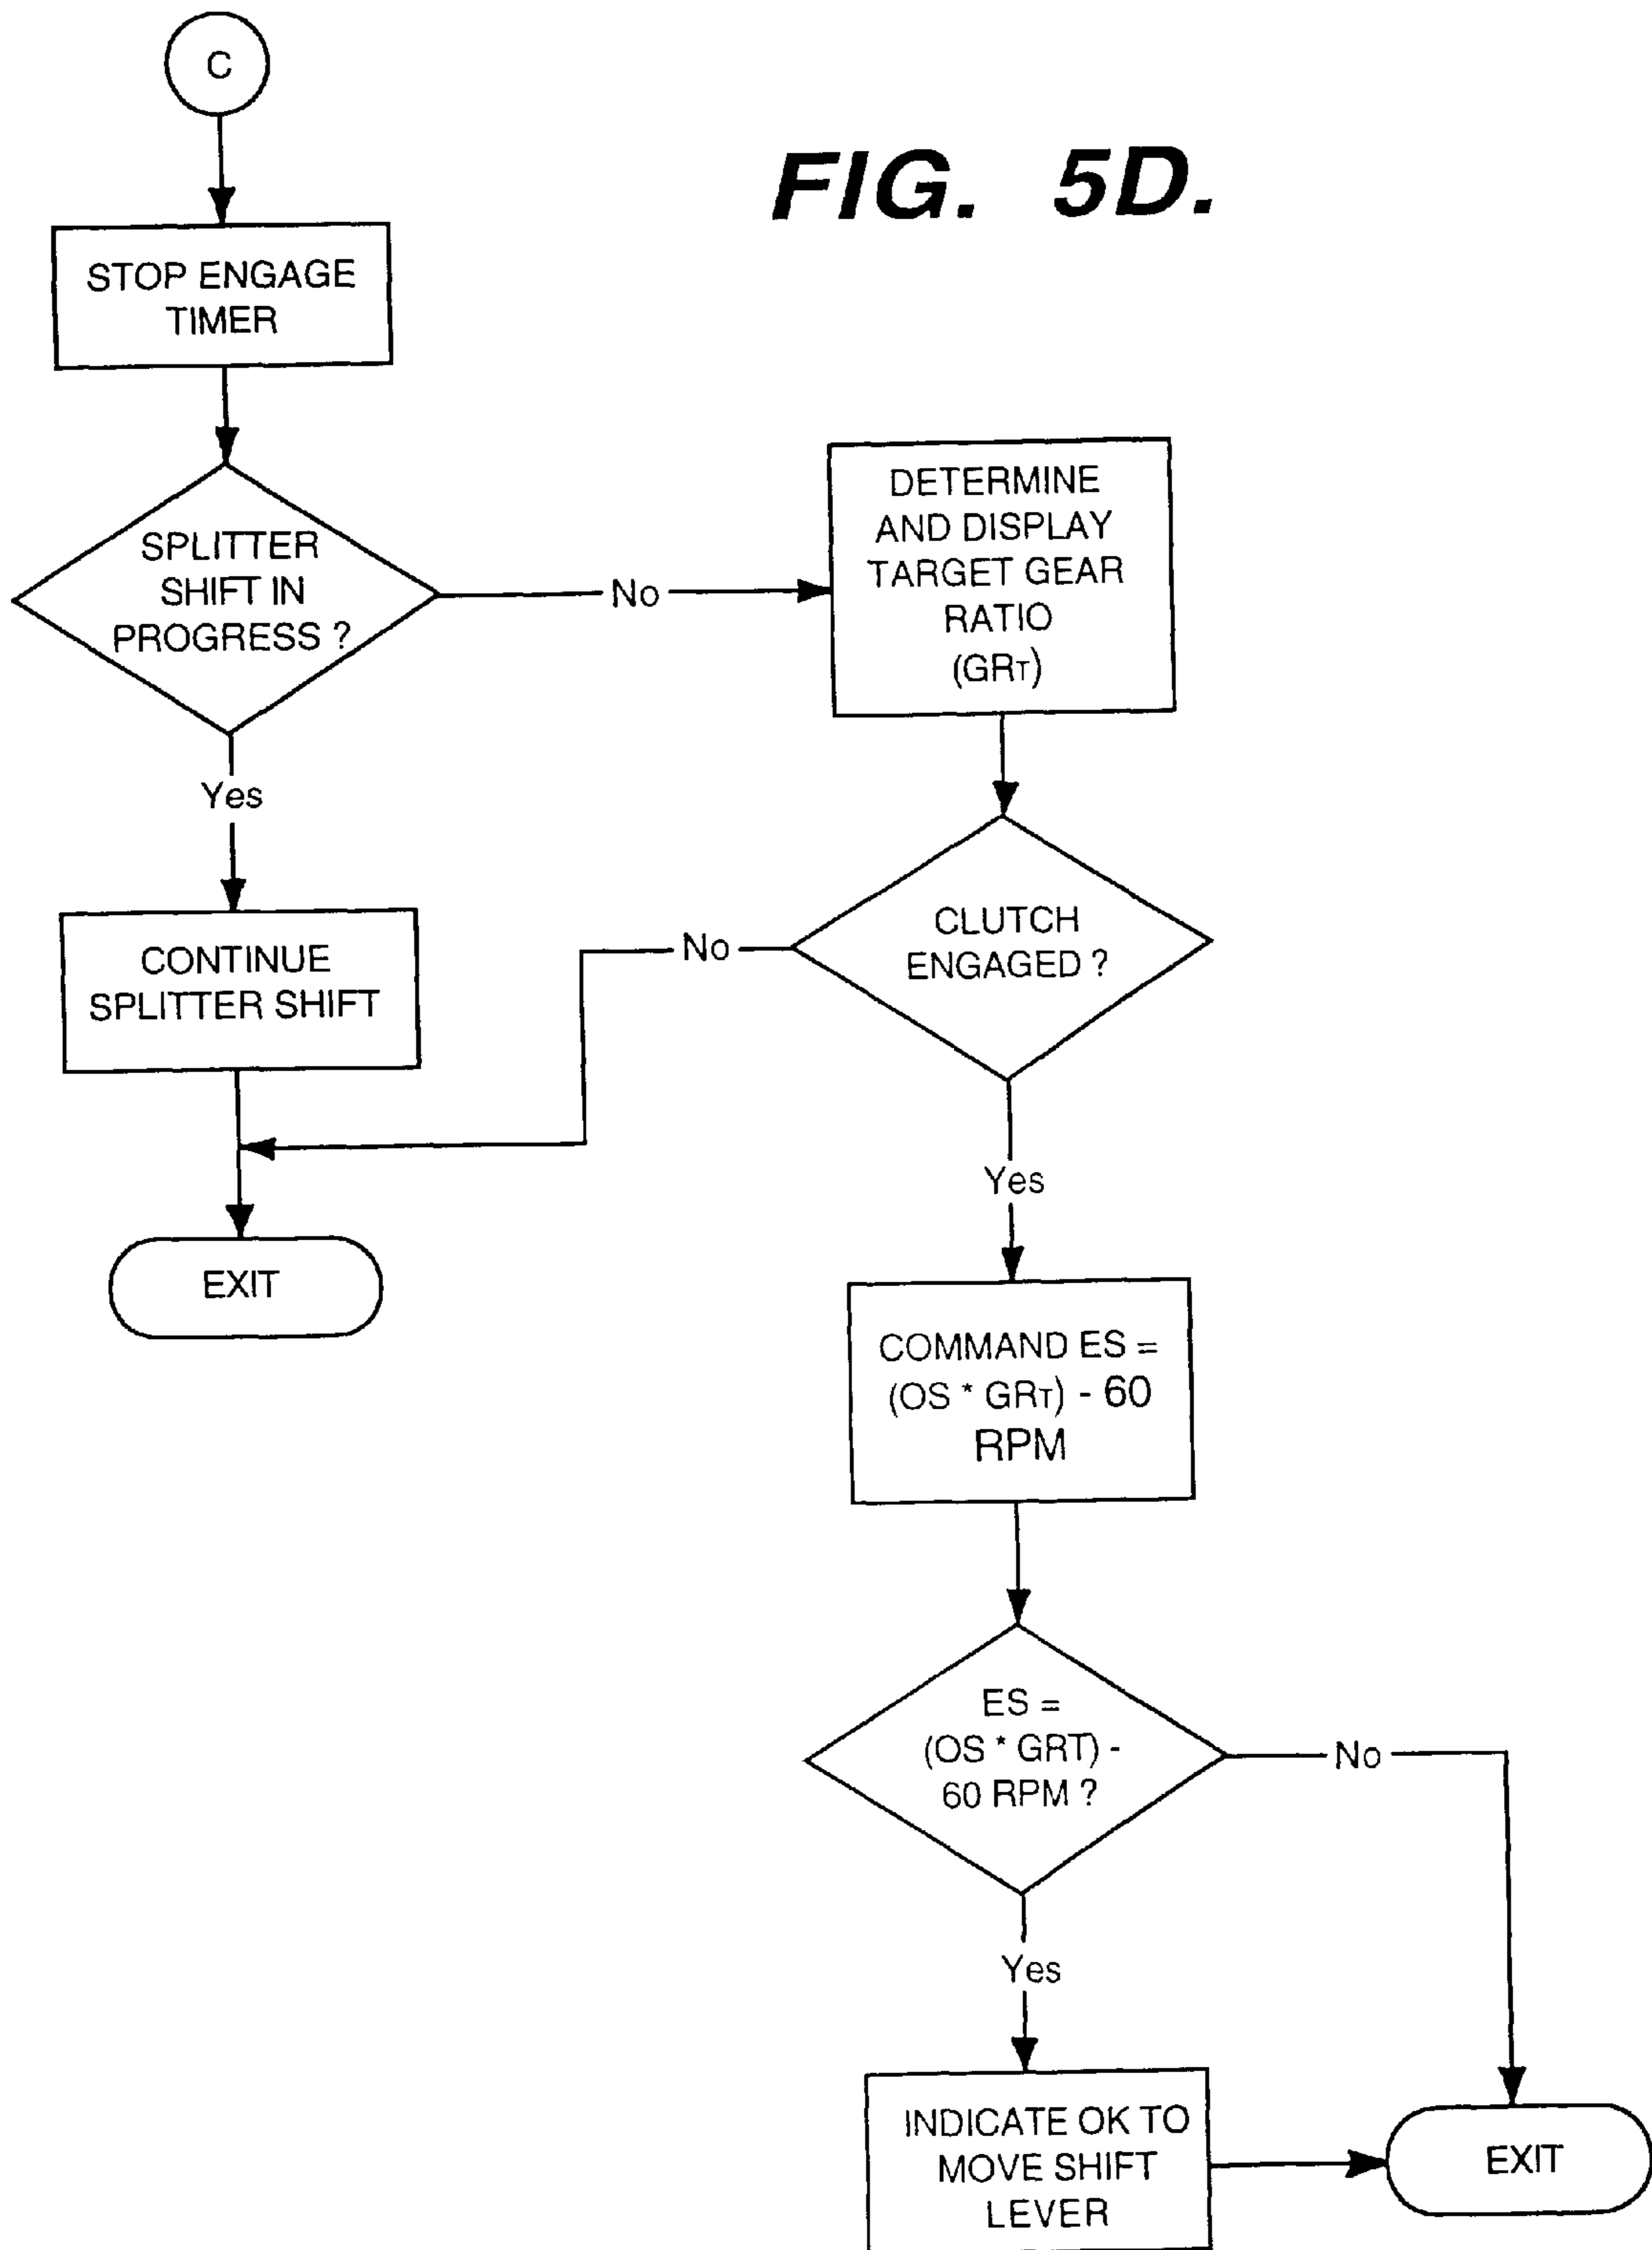 C
FIG. 5D.
STOP ENGAGE
TIMER
SPLITTER
SHIFT IN
PROGRESS ?
No
DETERMINE
AND DISPLAY
TARGET GEAR
RATIO
(GRT)
Yes
CONTINUE
SPLITTER SHIFT
No
CLUTCH
ENGAGED ?
EXIT
Yes
COMMAND ES =
(OS * GRT) - 60
RPM
ES =
(OS * GRT) -
60 RPM ?
No
Yes
INDICATE OK TO
MOVE SHIFT
LEVER
EXIT